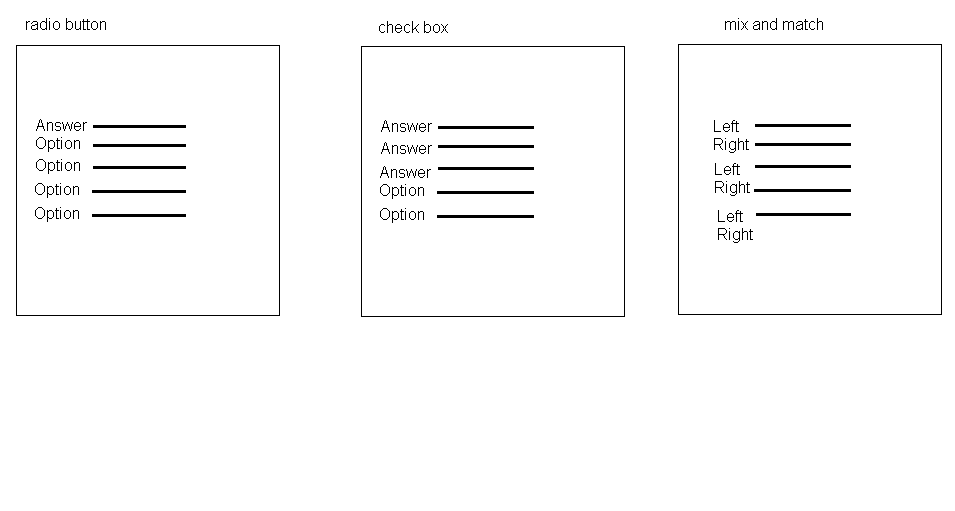 radio button
Answer
Option
Option
Option
Option
check box
Answer
Answer
Answer
Option
Option
mix and match
Left
Right
Left
Right
Left
Right